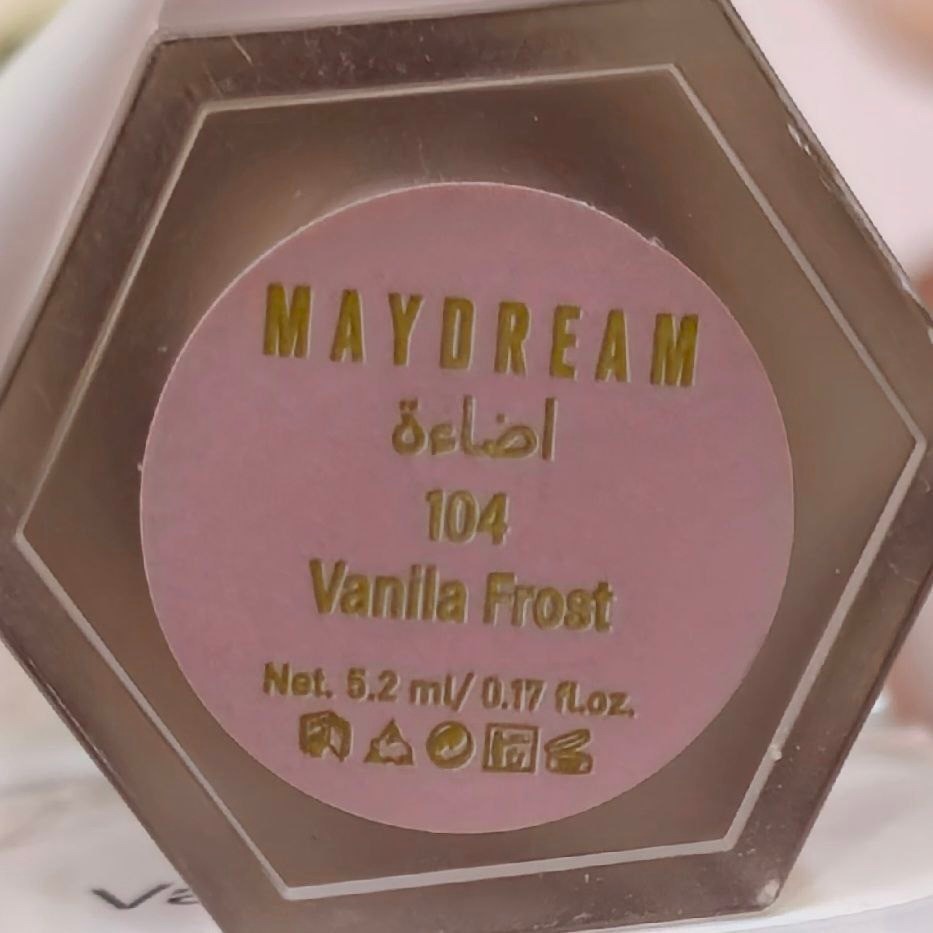 MAYDREAM
اضاءة
104
Vanila Frost
Net. 5.2 ml/ 0.17 fl.oz.